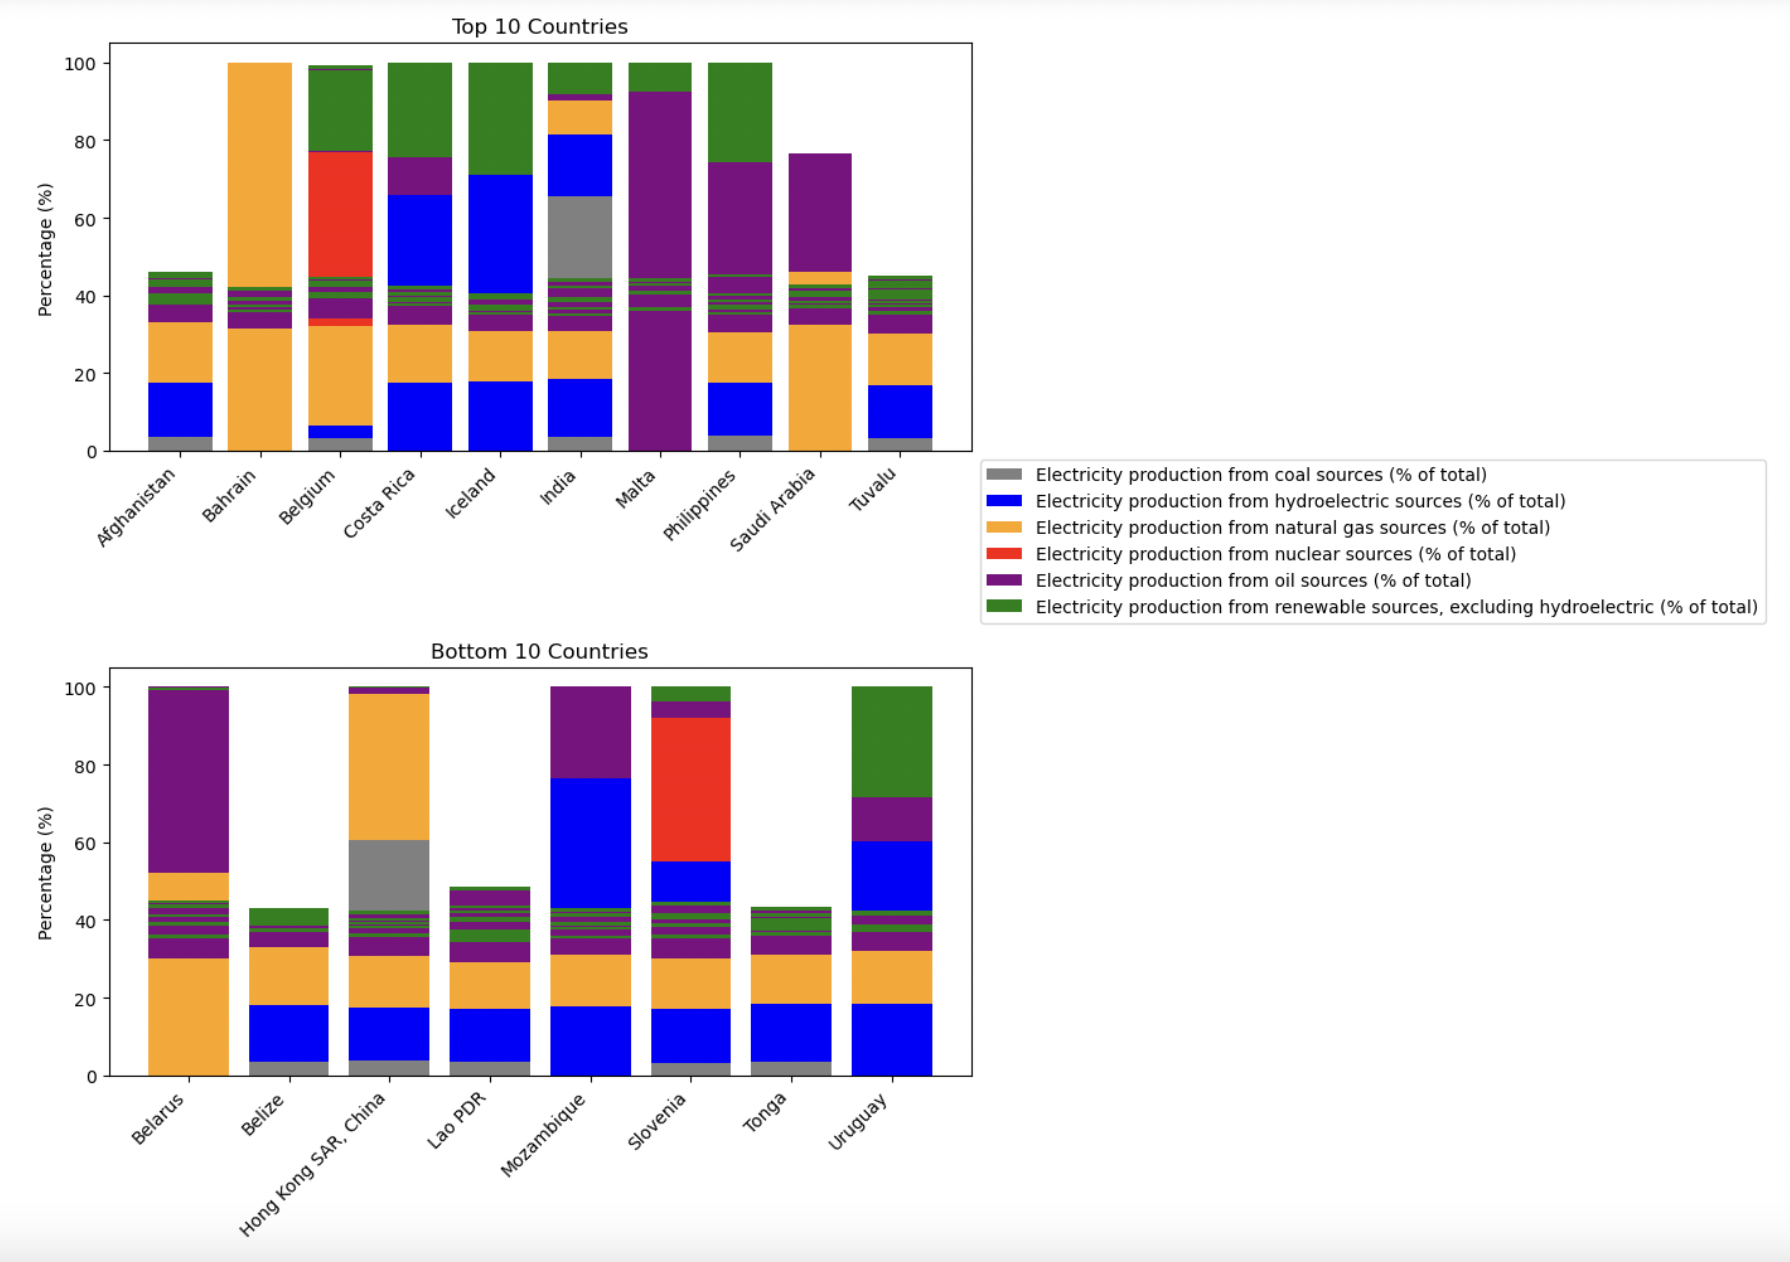 Top 10 Countries
100
80
60
40
20
0
Percentage (%)
Afghanistan
Bahrain
Belgium
Costa Rica
Iceland
India
Malta
Philippines
Saudi Arabia
Tuvalu
Electricity production from coal sources (% of total)
Electricity production from hydroelectric sources (% of total)
Electricity production from natural gas sources (% of total)
Electricity production from nuclear sources (% of total)
Electricity production from oil sources (% of total)
Electricity production from renewable sources, excluding hydroelectric (% of total)
Bottom 10 Countries
100
80
60
40
20
0
Percentage (%)
Belarus
Belize
Hong Kong SAR, China
Lao PDR
Mozambique
Slovenia
Tonga
Uruguay